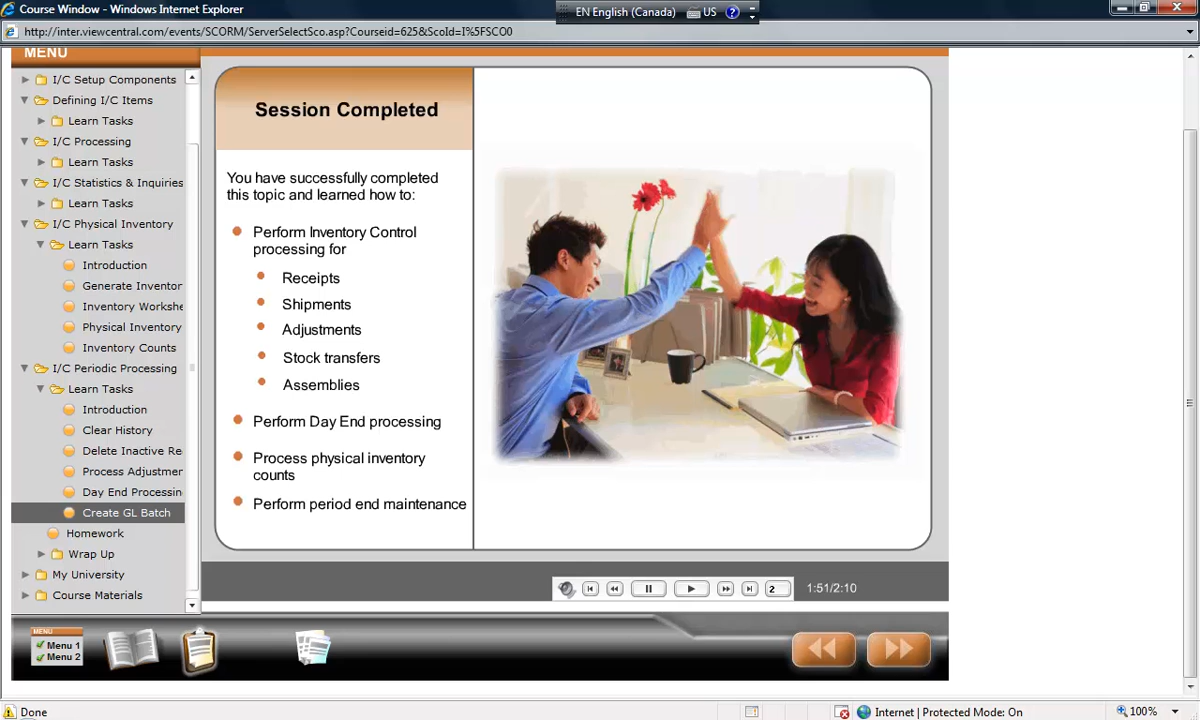 Course Window - Windows Internet Explorer
EN English (Canada) US
http://inter.viewcentral.com/events/SCORM/ServerSelectSco.asp?Courseid=625&ScoId=I%5FSCO0
MENU
I/C Setup Components
Defining I/C Items
Learn Tasks
I/C Processing
Learn Tasks
I/C Statistics & Inquiries
Learn Tasks
I/C Physical Inventory
Learn Tasks
Introduction
Generate Inventor
Inventory Workshe
Physical Inventory
Inventory Counts
I/C Periodic Processing
Learn Tasks
Introduction
Clear History
Delete Inactive Re
Process Adjustmer
Day End Processin
Create GL Batch
Homework
Wrap Up
My University
Course Materials
Session Completed
You have successfully completed
this topic and learned how to:
Perform Inventory Control
processing for
Receipts
Shipments
Adjustments
Stock transfers
Assemblies
Perform Day End processing
Process physical inventory
counts
Perform period end maintenance
2
1:51/2:10
MENU
Menu 1
Menu 2
Done
Internet | Protected Mode: On
100%